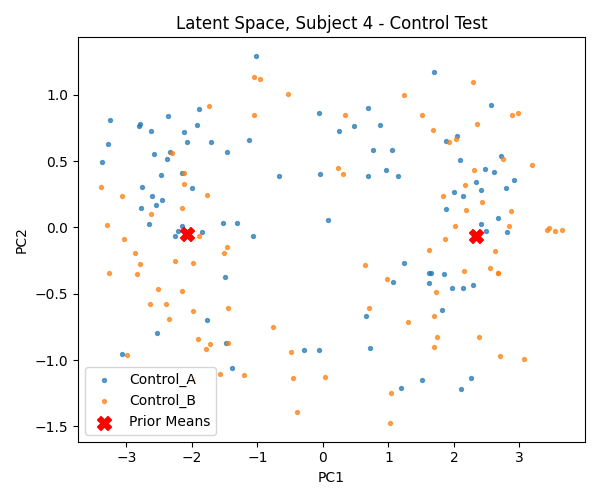 Latent Space, Subject 4 - Control Test
PC2
1.0
0.5
0.0
−0.5
−1.0
−1.5
Control_A
Control_B
Prior Means
−3
−2
−1
0
1
2
3
PC1